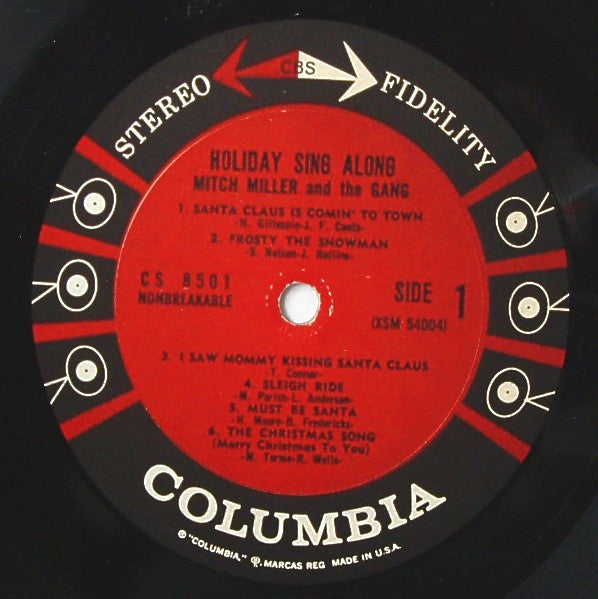 STEREO CBS FIDELITY
HOLIDAY SING ALONG
MITCH MILLER and the GANG
1. SANTA CLAUS IS COMIN' TO TOWN
-H. Gillespie-J. F. Coots-
2. FROSTY THE SNOWMAN
-S. Nelson-J. Rollins-
CS 8501
NONBREAKABLE
SIDE 1
(XSM 54004)
3. I SAW MOMMY KISSING SANTA CLAUS
-T. Connor-
4. SLEIGH RIDE
-M. Parish-L. Anderson-
5. MUST BE SANTA
-H. Moore-B. Fredericks-
6. THE CHRISTMAS SONG
(Merry Christmas To You)
-M. Torme-R. Wells-
COLUMBIA
® "COLUMBIA," Ⓟ, MARCAS REG MADE IN U.S.A.